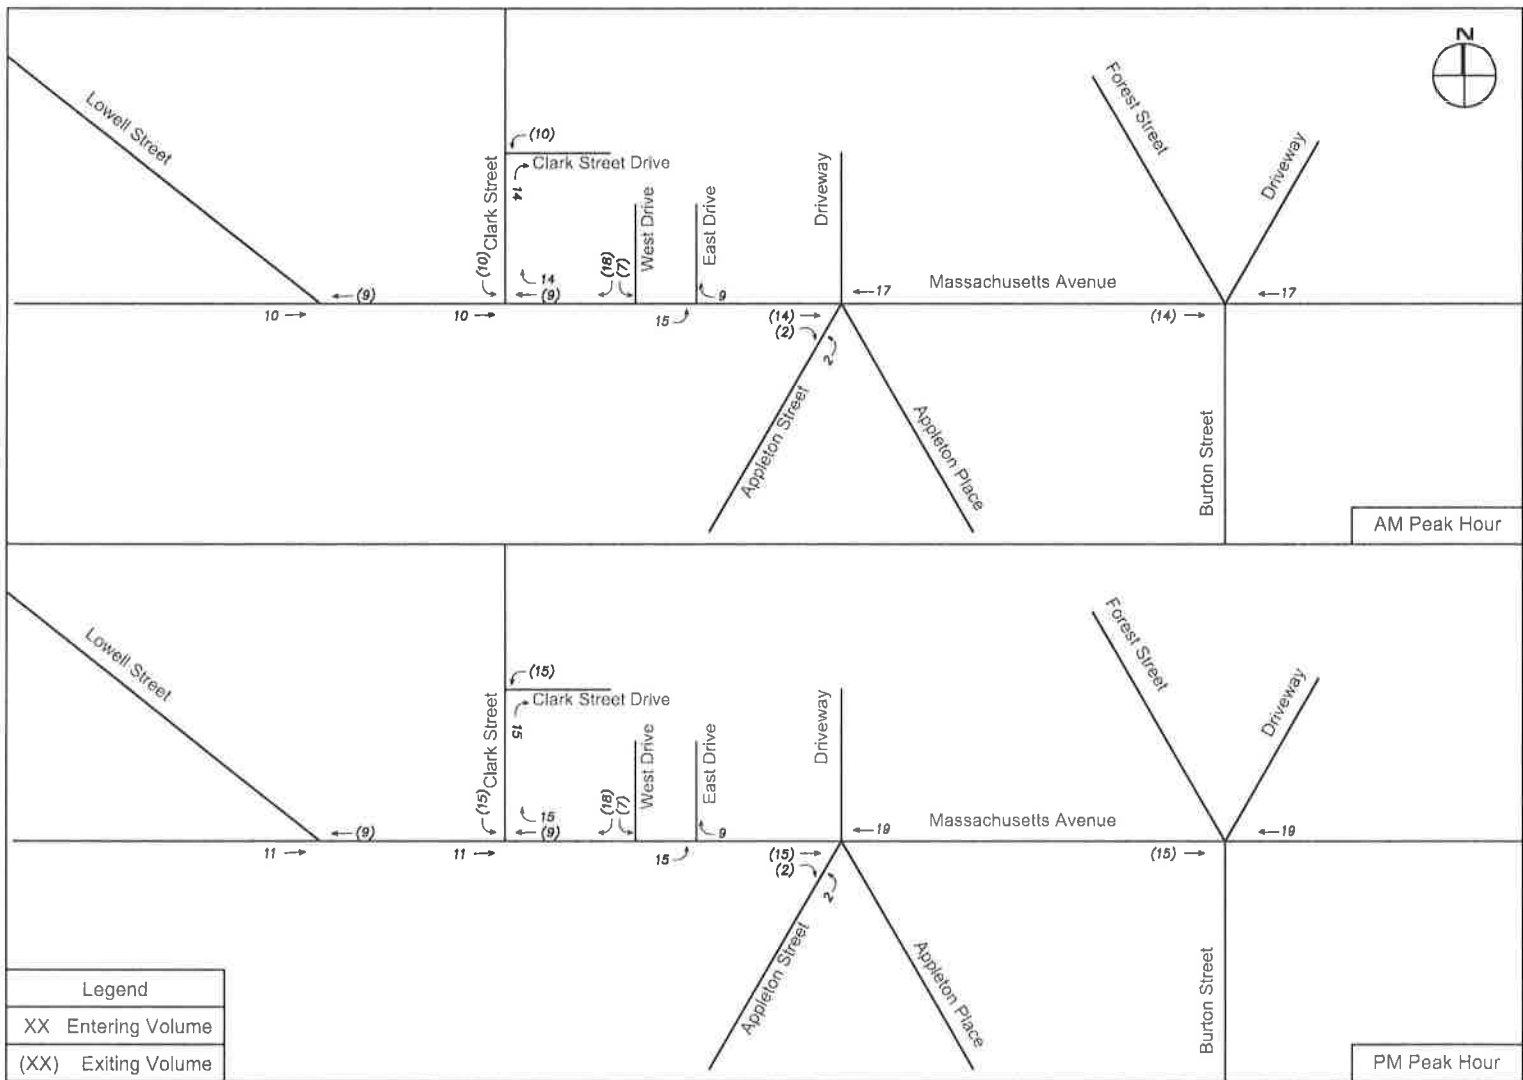 N
Lowell Street
(10)
Clark Street Drive
14
Clark Street
(10)
14
(9)
(9)
10 →
10 →
(18)
(7)
West Drive
East Drive
9
15
Driveway
17
(14)
(2)
2
Appleton Street
Appleton Place
Massachusetts Avenue
Forest Street
Driveway
17
(14)
Burton Street
AM Peak Hour
Lowell Street
(15)
Clark Street Drive
15
Clark Street
(15)
15
(9)
(9)
11 →
11 →
(18)
(7)
West Drive
East Drive
9
15
Driveway
19
(15)
(2)
2
Appleton Street
Appleton Place
Massachusetts Avenue
Forest Street
Driveway
19
(15)
Burton Street
Legend
XX Entering Volume
(XX) Exiting Volume
PM Peak Hour